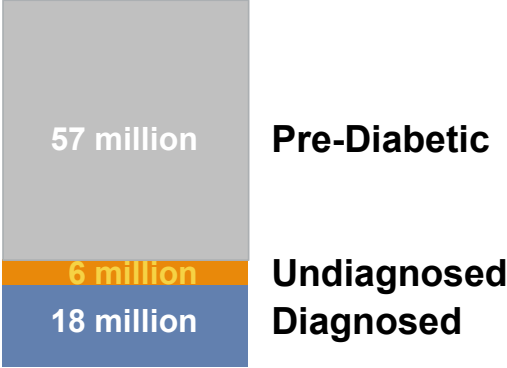 57 million Pre-Diabetic
6 million Undiagnosed
18 million Diagnosed